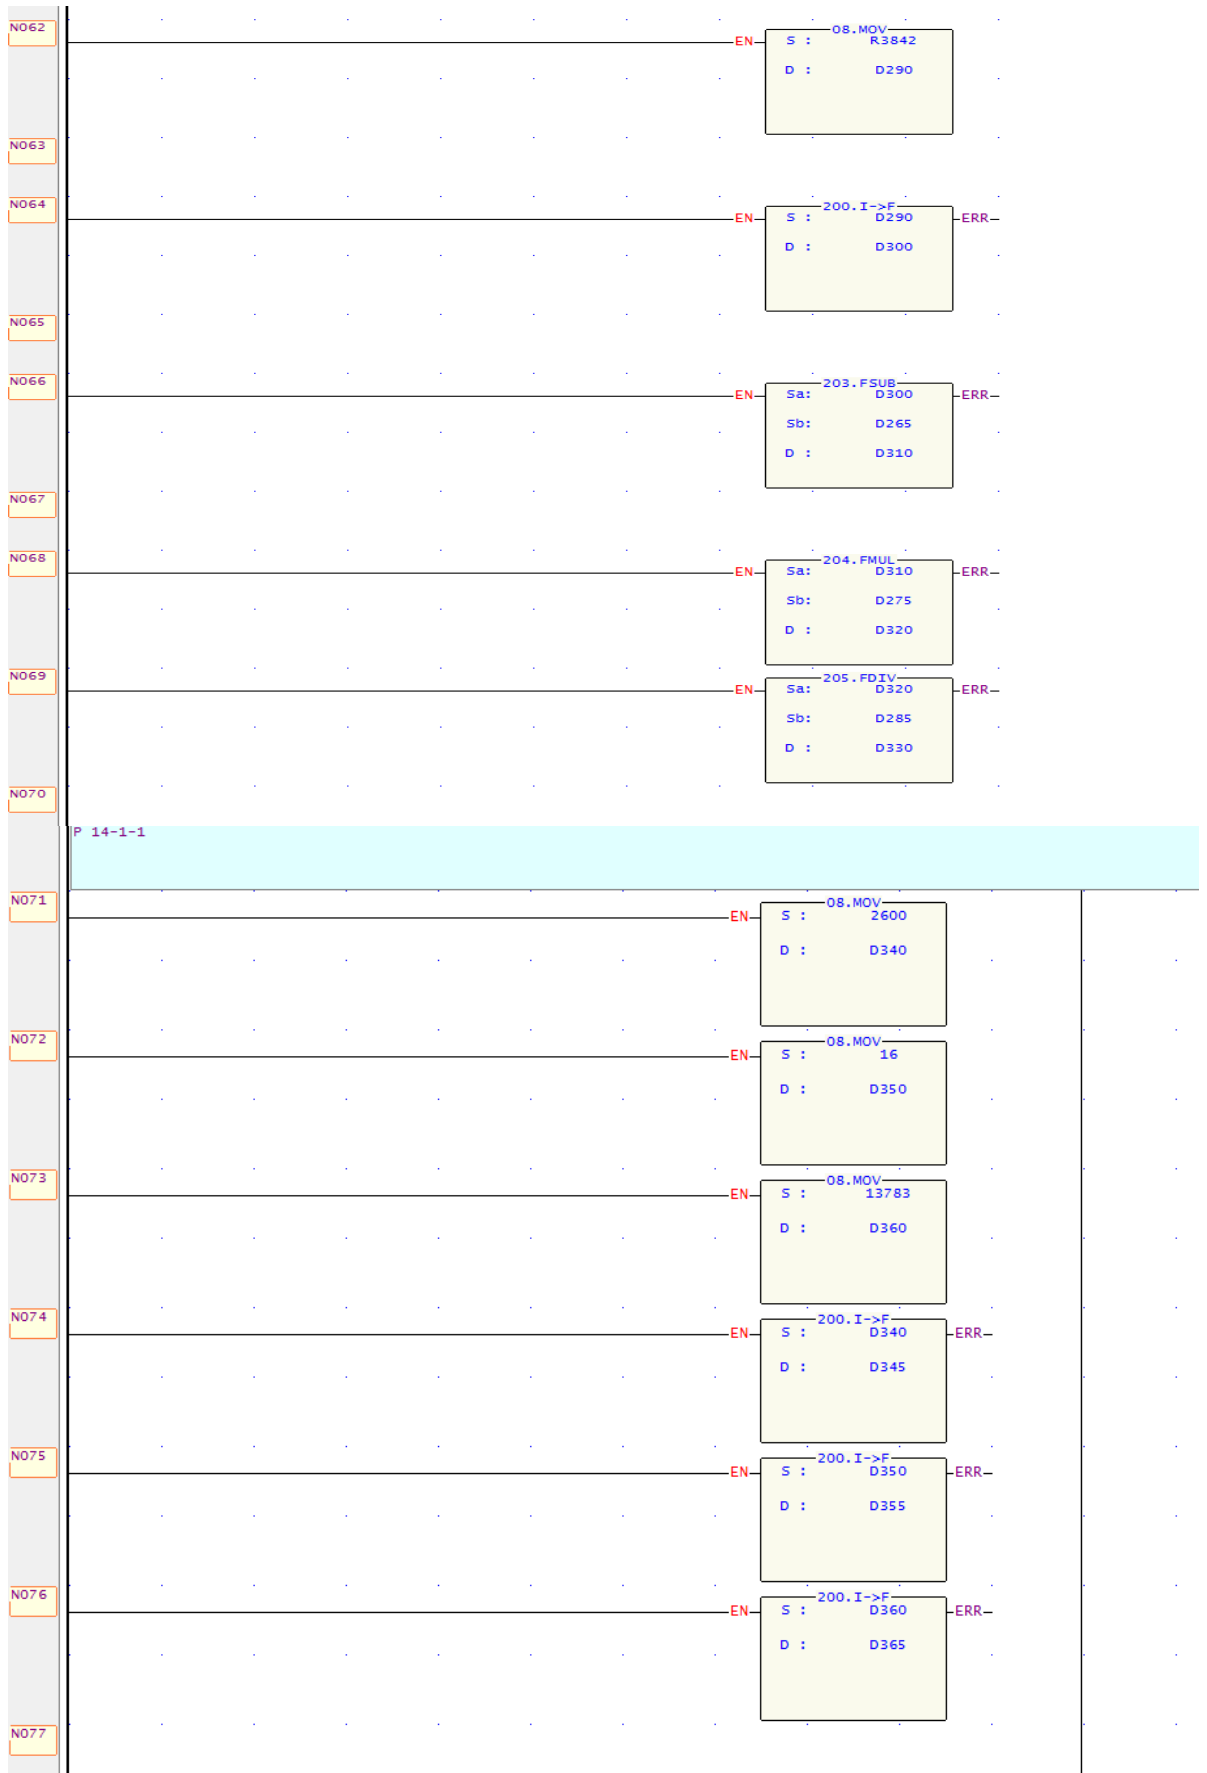 N062
08.MOV
EN S : R3842
D : D290
N063
N064
200.I->F
EN S : D290 ERR
D : D300
N065
N066
203.FSUB
EN Sa: D300 ERR
Sb: D265
D : D310
N067
N068
204.FMUL
EN Sa: D310 ERR
Sb: D275
D : D320
N069
205.FDIV
EN Sa: D320 ERR
Sb: D285
D : D330
N070
P 14-1-1
N071
08.MOV
EN S : 2600
D : D340
N072
08.MOV
EN S : 16
D : D350
N073
08.MOV
EN S : 13783
D : D360
N074
200.I->F
EN S : D340 ERR
D : D345
N075
200.I->F
EN S : D350 ERR
D : D355
N076
200.I->F
EN S : D360 ERR
D : D365
N077